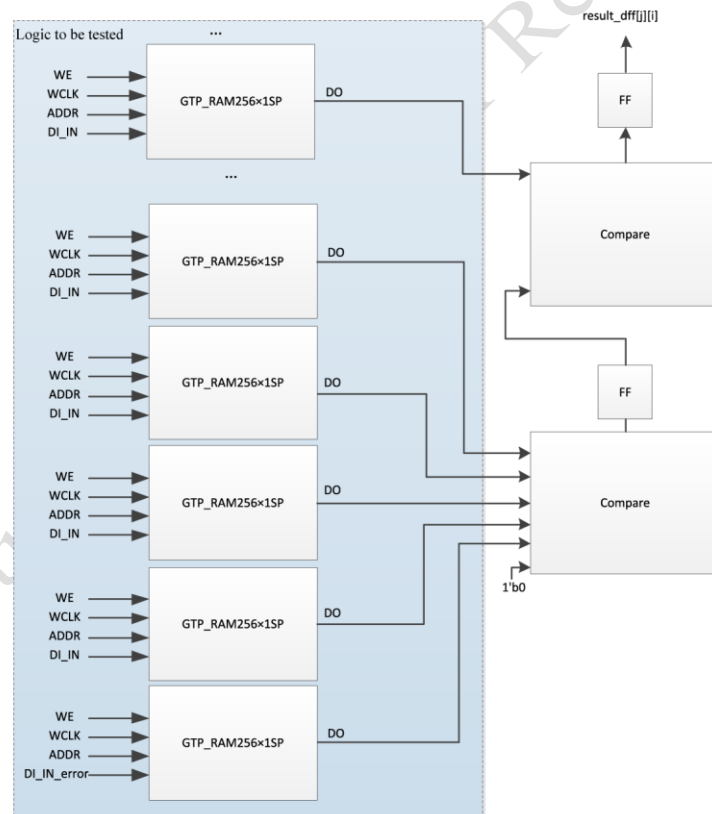 result_dff[j][i]
Logic to be tested
...
WE
WCLK
ADDR
DI_IN
GTP_RAM256×1SP
DO
FF
...
Compare
WE
WCLK
ADDR
DI_IN
GTP_RAM256×1SP
DO
WE
WCLK
ADDR
DI_IN
GTP_RAM256×1SP
DO
FF
WE
WCLK
ADDR
DI_IN
GTP_RAM256×1SP
DO
Compare
1'b0
WE
WCLK
ADDR
DI_IN
GTP_RAM256×1SP
DO
WE
WCLK
ADDR
DI_IN_error
GTP_RAM256×1SP
DO